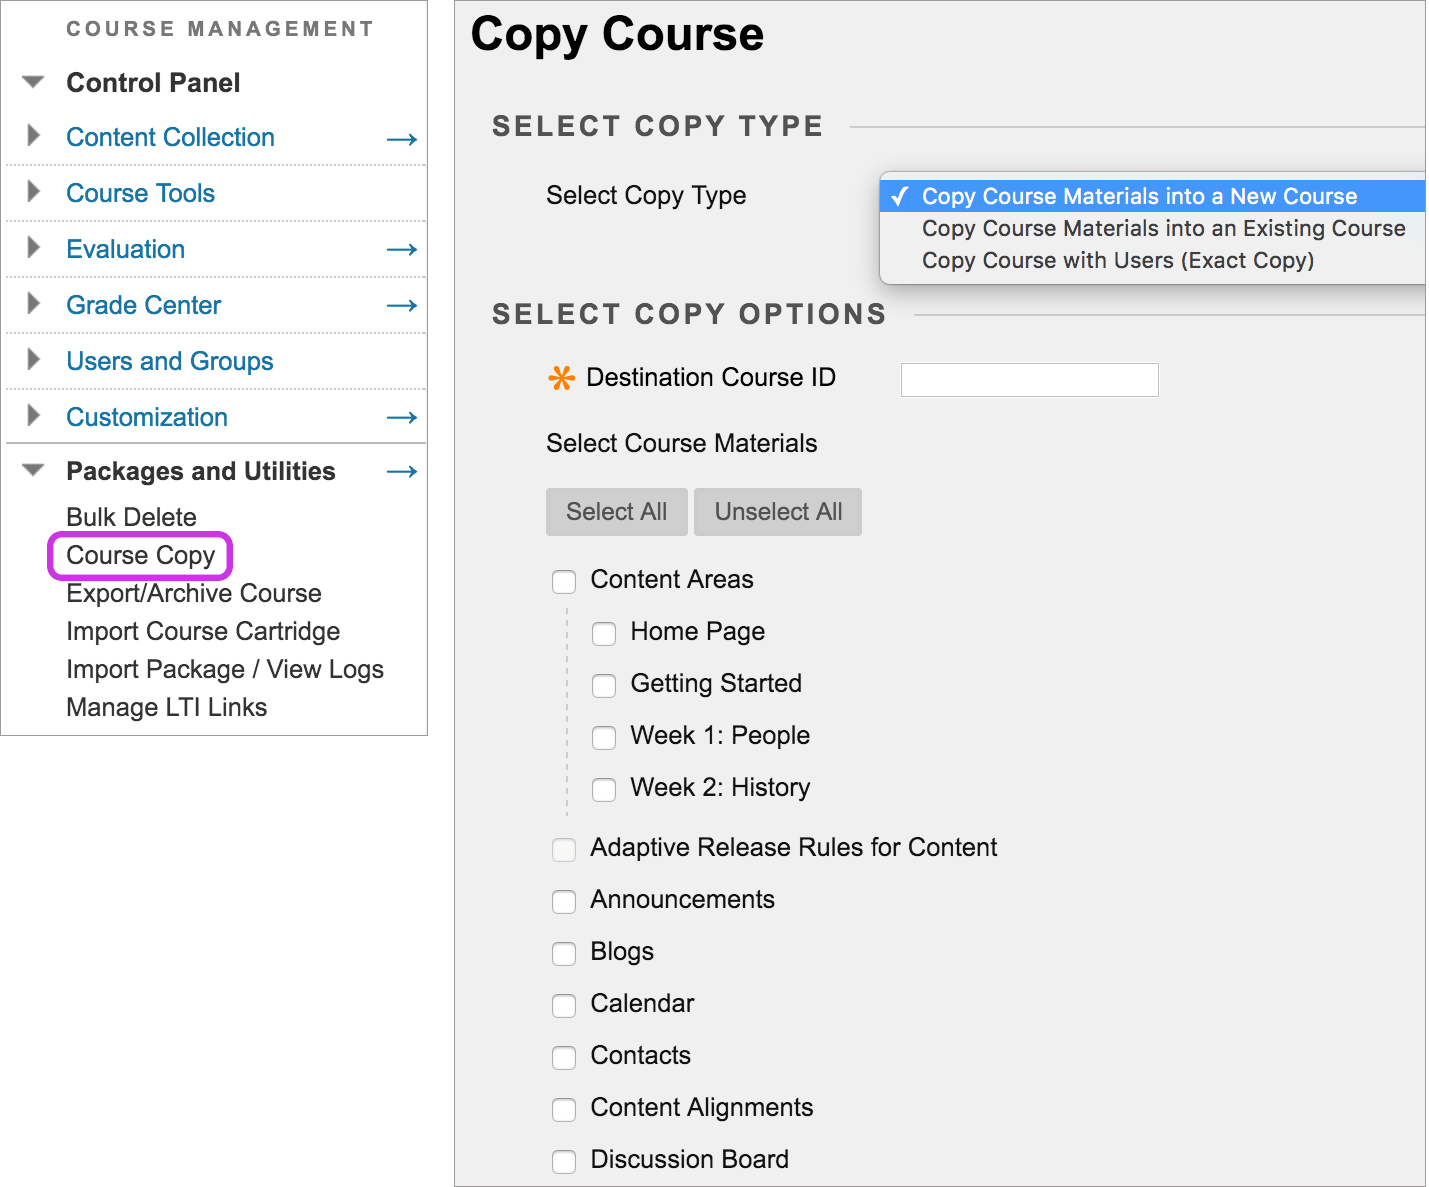 COURSE MANAGEMENT
Control Panel
Content Collection
Course Tools
Evaluation
Grade Center
Users and Groups
Customization
Packages and Utilities
Bulk Delete
Course Copy
Export/Archive Course
Import Course Cartridge
Import Package / View Logs
Manage LTI Links
Copy Course
SELECT COPY TYPE
Select Copy Type
✓ Copy Course Materials into a New Course
Copy Course Materials into an Existing Course
Copy Course with Users (Exact Copy)
SELECT COPY OPTIONS
Destination Course ID
Select Course Materials
Select All Unselect All
Content Areas
Home Page
Getting Started
Week 1: People
Week 2: History
Adaptive Release Rules for Content
Announcements
Blogs
Calendar
Contacts
Content Alignments
Discussion Board